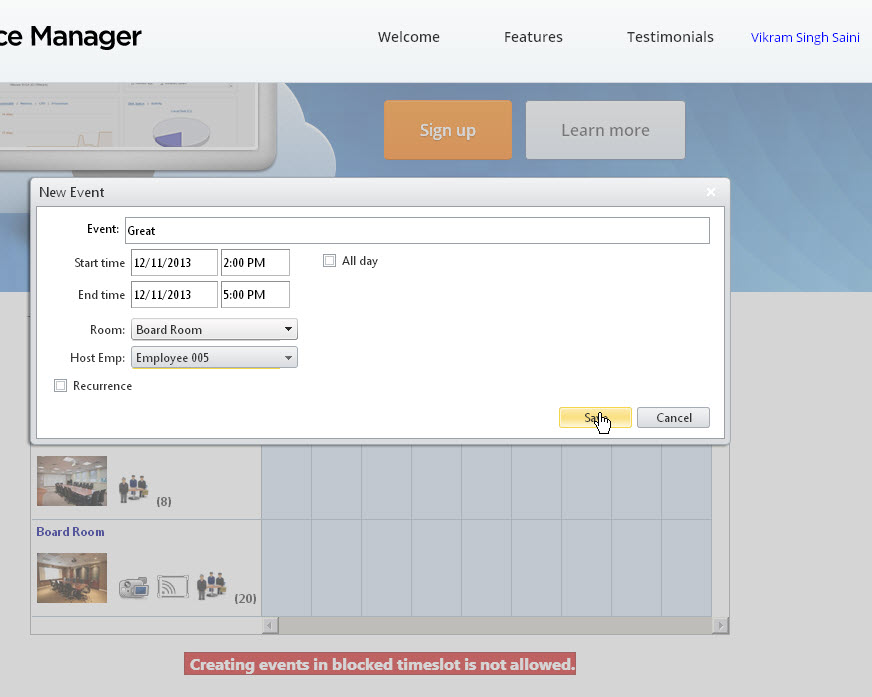 ce Manager
Welcome Features Testimonials Vikram Singh Saini
Sign up Learn more
New Event
Event: Great
Start time 12/11/2013 2:00 PM All day
End time 12/11/2013 5:00 PM
Room: Board Room
Host Emp: Employee 005
Recurrence
Cancel
(8)
Board Room
(20)
Creating events in blocked timeslot is not allowed.